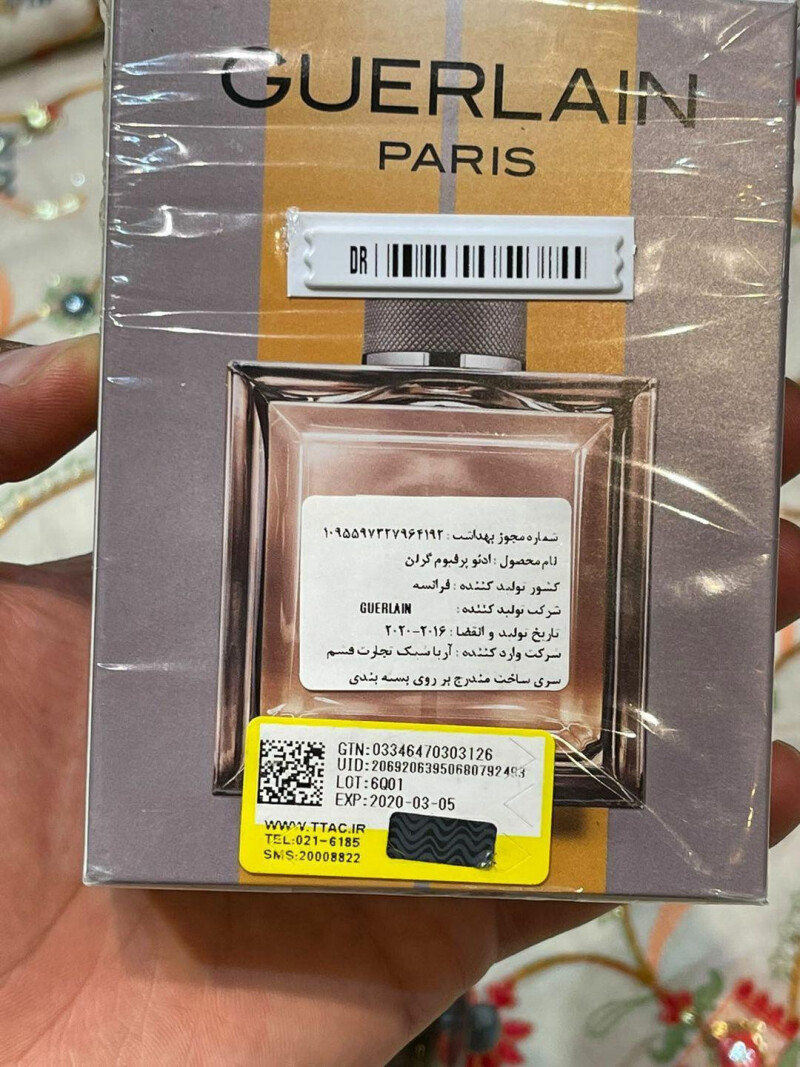 GUERLAIN
PARIS
DR
شماره مجوز بهداشت : ۱۰۹۵۵۹۷۳۲۷۹۶۴۱۹۲
نام محصول : ادئو پرفیوم گرلن
کشور تولید کننده : فرانسه
شرکت تولید کننده : GUERLAIN
تاریخ تولید و انقضا : ۲۰۱۶-۲۰۲۰
شرکت وارد کننده : آریا شیک تجارت قشم
سری ساخت مندرج بر روی بسته بندی
GTN:03346470303126
UID:20692063950680792493
LOT:6Q01
EXP:2020-03-05
WWW.TTAC.IR
TEL:021-6185
SMS:20008822